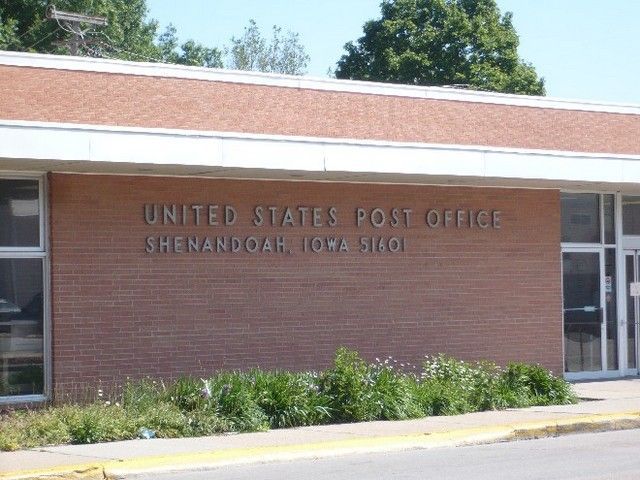 UNITED STATES POST OFFICE
SHENANDOAH, IOWA 51601